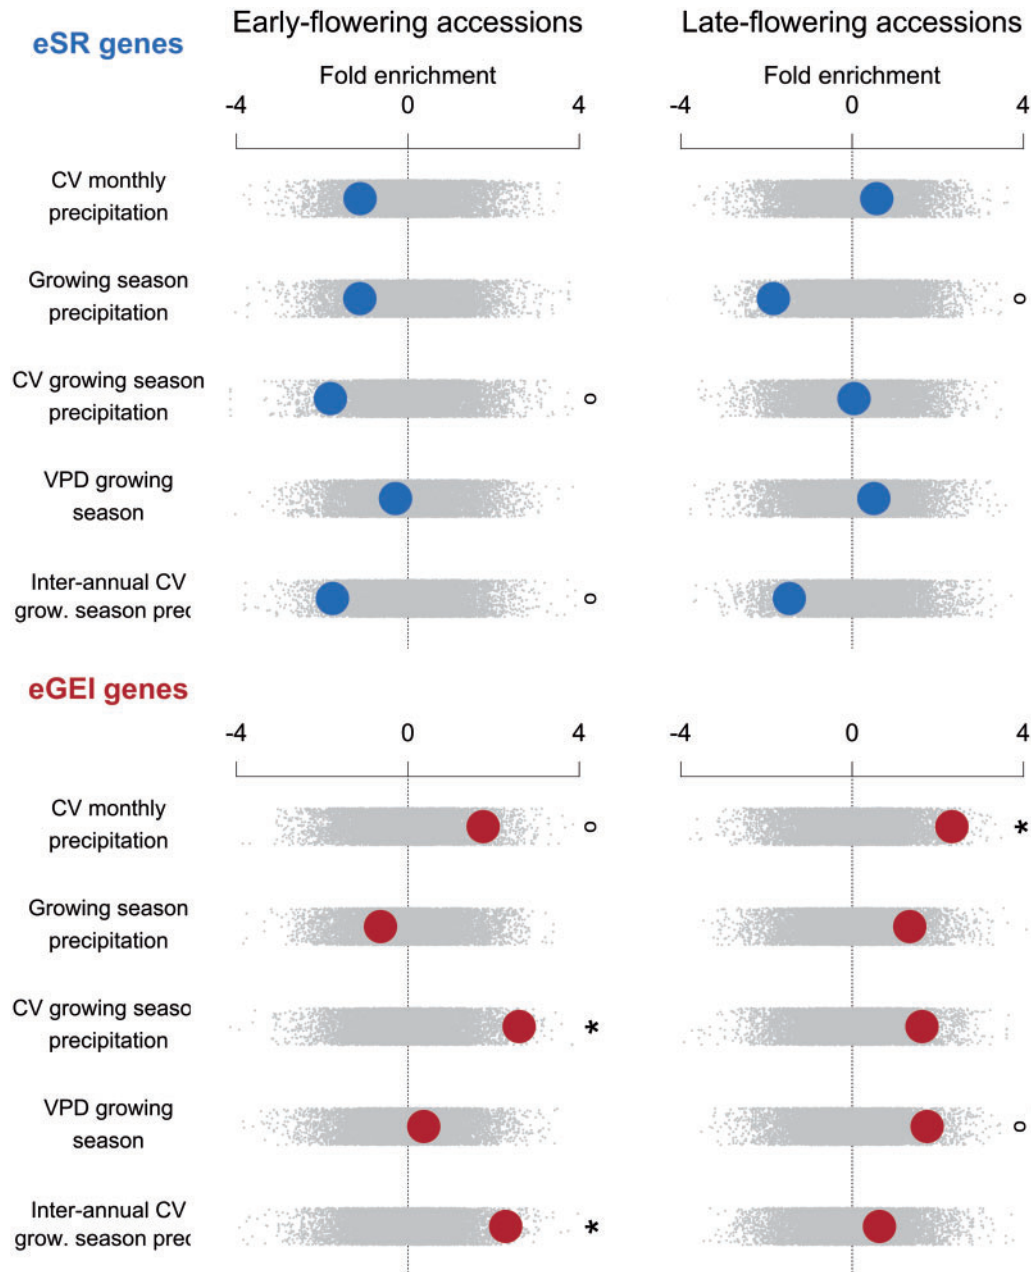 Early-flowering accessions Late-flowering accessions
eSR genes
Fold enrichment Fold enrichment
-4 0 4 -4 0 4
CV monthly
precipitation
Growing season
precipitation
o
CV growing season
precipitation
o
VPD growing
season
Inter-annual CV
grow. season prec
o
eGEI genes
-4 0 4 -4 0 4
CV monthly
precipitation
o *
Growing season
precipitation
CV growing seaso
precipitation
*
VPD growing
season
o
Inter-annual CV
grow. season prec
*